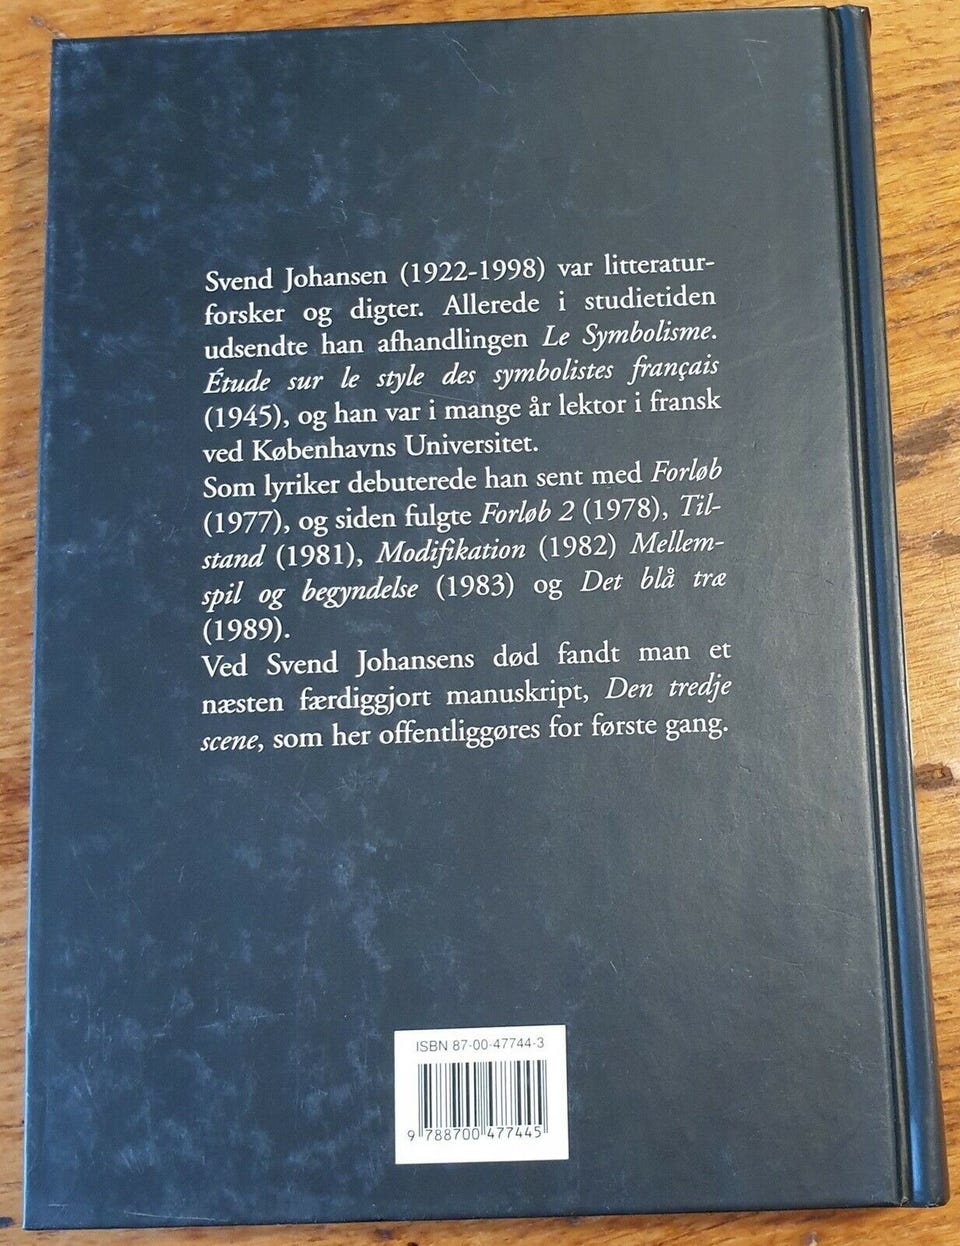 Svend Johansen (1922-1998) var litteratur-
forsker og digter. Allerede i studietiden
udsendte han afhandlingen Le Symbolisme.
Étude sur le style des symbolistes français
(1945), og han var i mange år lektor i fransk
ved Københavns Universitet.
Som lyriker debuterede han sent med Forløb
(1977), og siden fulgte Forløb 2 (1978), Til-
stand (1981), Modifikation (1982) Mellem-
spil og begyndelse (1983) og Det blå træ
(1989).
Ved Svend Johansens død fandt man et
næsten færdiggjort manuskript, Den tredje
scene, som her offentliggøres for første gang.
ISBN 87-00-47744-3
9 788700 477445